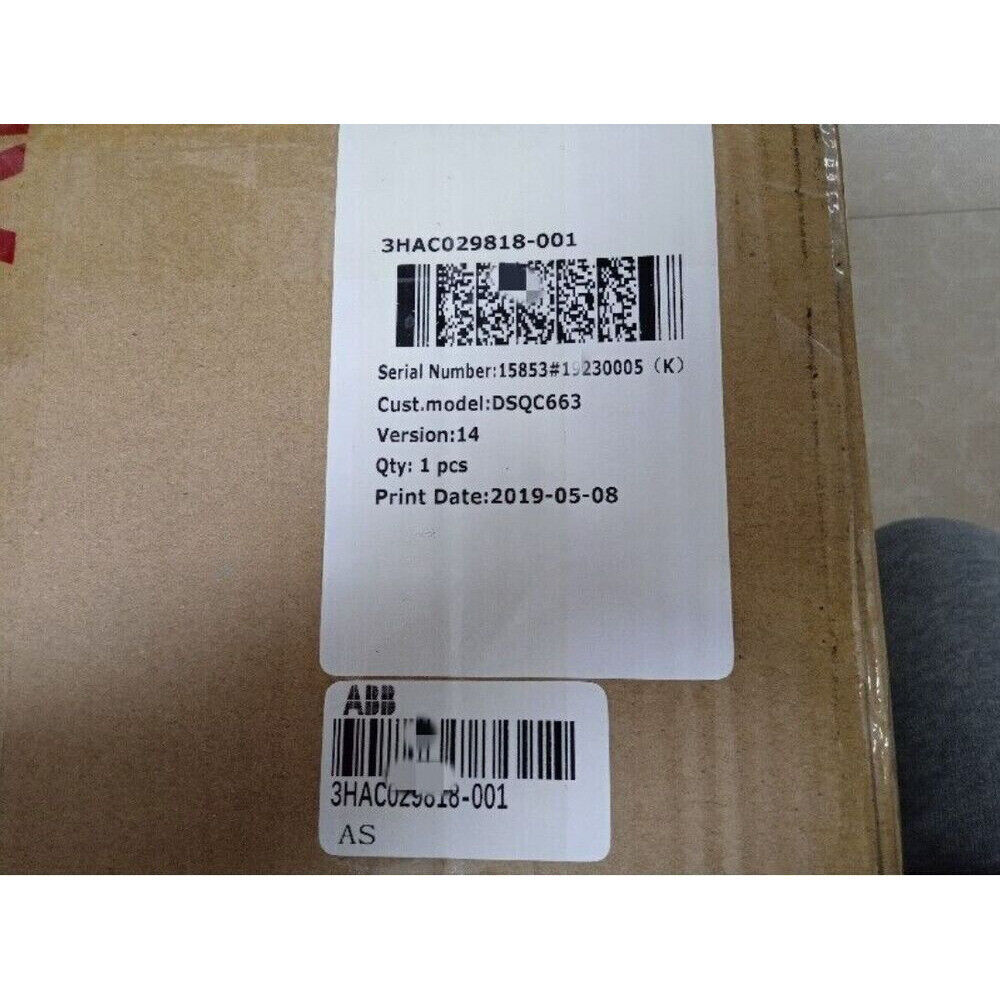 3HAC029818-001
Serial Number:15853#19230005 (K)
Cust.model:DSQC663
Version:14
Qty: 1 pcs
Print Date:2019-05-08
ABB
3HAC029818-001
AS